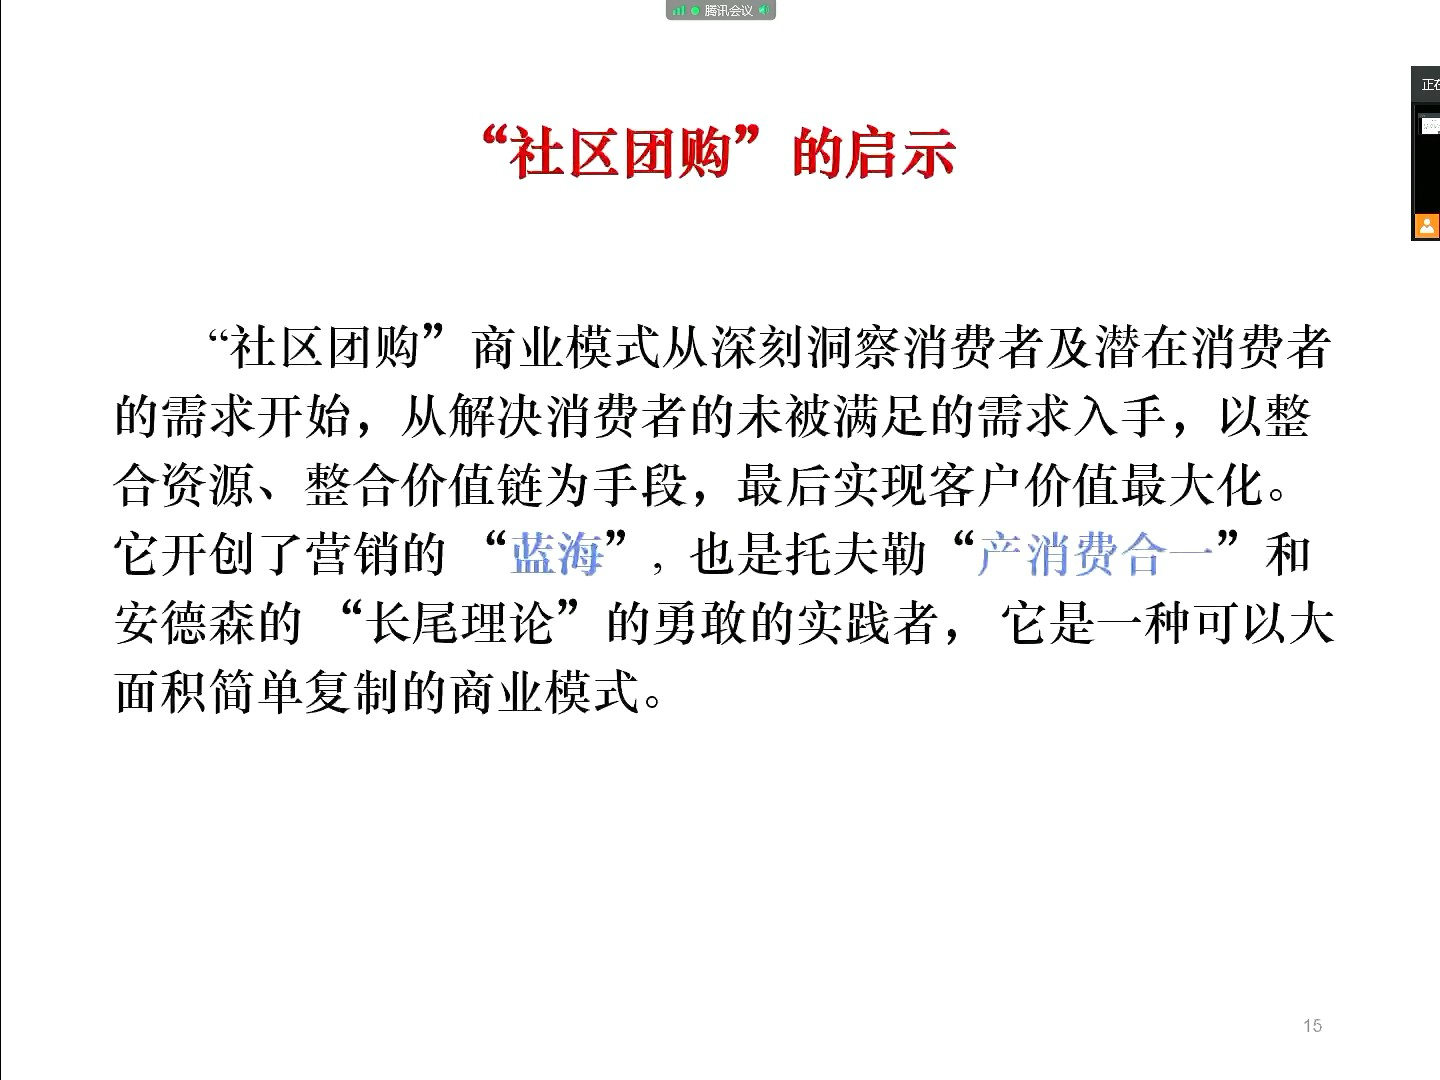 腾讯会议
正在
“社区团购”的启示
“社区团购”商业模式从深刻洞察消费者及潜在消费者
的需求开始，从解决消费者的未被满足的需求入手，以整
合资源、整合价值链为手段，最后实现客户价值最大化。
它开创了营销的“蓝海”，也是托夫勒“产消费合一”和
安德森的“长尾理论”的勇敢的实践者，它是一种可以大
面积简单复制的商业模式。
15